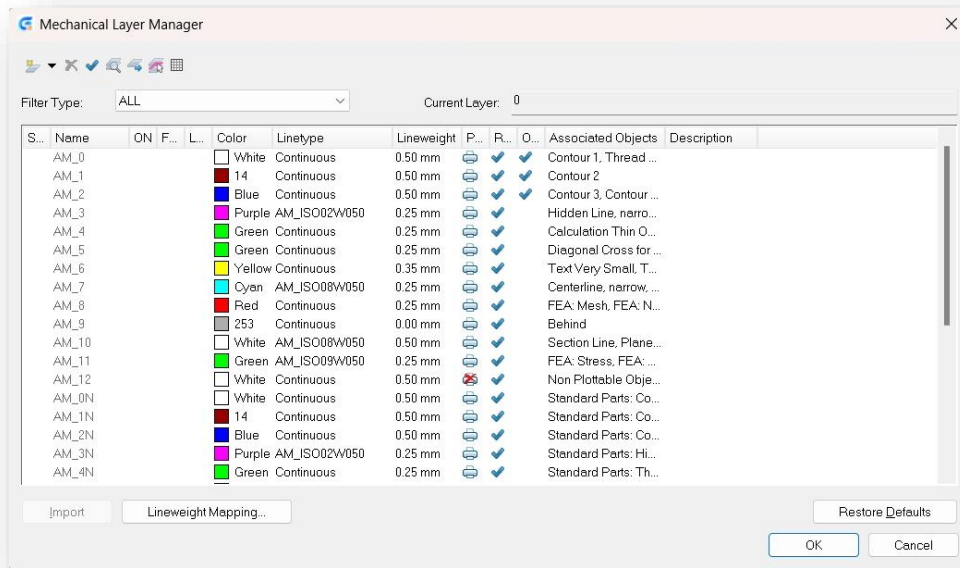 Mechanical Layer Manager
Filter Type: ALL Current Layer: 0
S... Name ON F... L... Color Linetype Lineweight P... R... O... Associated Objects Description
AM_0 White Continuous 0.50 mm Contour 1, Thread ...
AM_1 14 Continuous 0.50 mm Contour 2
AM_2 Blue Continuous 0.50 mm Contour 3, Contour ...
AM_3 Purple AM_ISO02W050 0.25 mm Hidden Line, narro...
AM_4 Green Continuous 0.25 mm Calculation Thin O...
AM_5 Green Continuous 0.25 mm Diagonal Cross for ...
AM_6 Yellow Continuous 0.35 mm Text Very Small, T...
AM_7 Cyan AM_ISO08W050 0.25 mm Centerline, narrow, ...
AM_8 Red Continuous 0.25 mm FEA: Mesh, FEA: N...
AM_9 253 Continuous 0.00 mm Behind
AM_10 White AM_ISO08W050 0.50 mm Section Line, Plane...
AM_11 Green AM_ISO09W050 0.25 mm FEA: Stress, FEA: ...
AM_12 White Continuous 0.50 mm Non Plottable Obje...
AM_0N White Continuous 0.50 mm Standard Parts: Co...
AM_1N 14 Continuous 0.50 mm Standard Parts: Co...
AM_2N Blue Continuous 0.50 mm Standard Parts: Co...
AM_3N Purple AM_ISO02W050 0.25 mm Standard Parts: Hi...
AM_4N Green Continuous 0.25 mm Standard Parts: Th...
Import Lineweight Mapping... Restore Defaults
OK Cancel